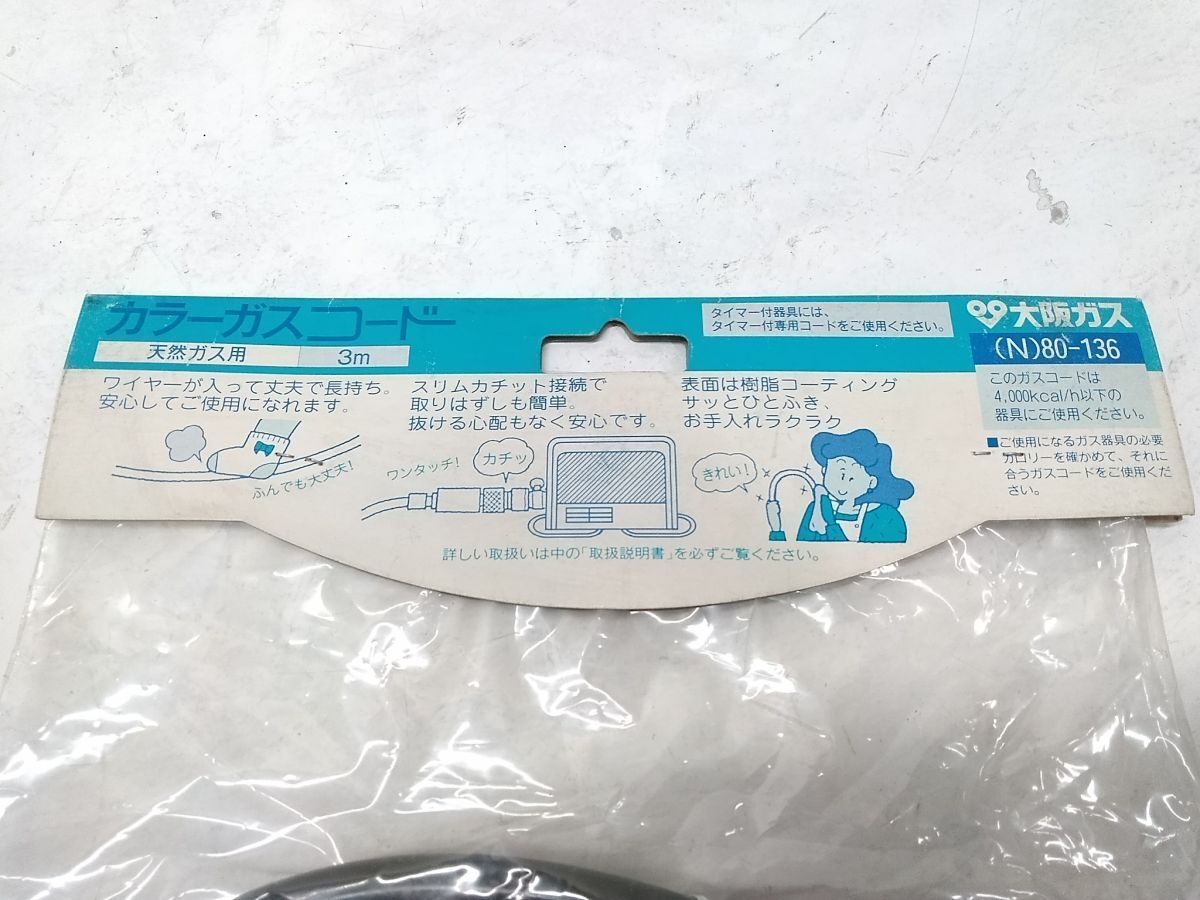 カラーガスコード
天然ガス用
3m
タイマー付器具には、
タイマー付専用コードをご使用ください。
大阪ガス
(N)80-136
このガスコードは
4,000kcal/h以下の
器具にご使用ください。
■ご使用になるガス器具の必要
カロリーを確かめて、それに
合うガスコードをご使用くだ
さい。
ワイヤーが入って丈夫で長持ち。
安心してご使用になれます。
ふんでも大丈夫!
スリムカチット接続で
取りはずしも簡単。
抜ける心配もなく安心です。
ワンタッチ!
カチッ
表面は樹脂コーティング
サッとひとふき、
お手入れラクラク
きれい!
詳しい取扱いは中の「取扱説明書」を必ずご覧ください。